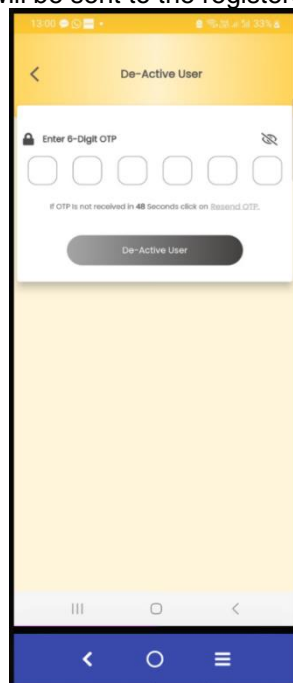 will be sent to the register
13:00
33%
De-Active User
Enter 6-Digit OTP
If OTP is not received in 48 Seconds click on Resend OTP.
De-Active User